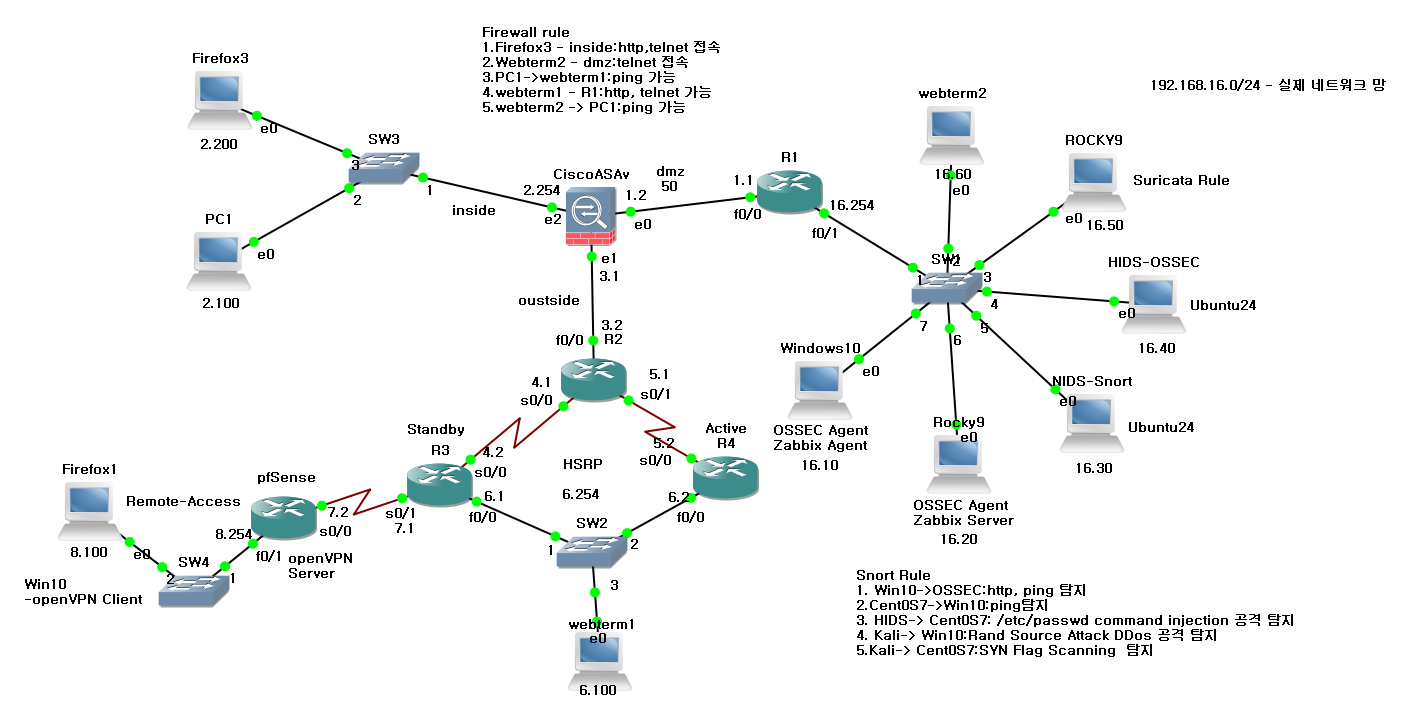 Firewall rule
1.Firefox3 - inside:http,telnet 접속
2.Webterm2 - dmz:telnet 접속
3.PC1->webterm1:ping 가능
4.webterm1 - R1:http, telnet 가능
5.webterm2 -> PC1:ping 가능
192.168.16.0/24 - 실제 네트워크 망
Firefox3
e0
2.200
SW3
3
2
1
inside
PC1
e0
2.100
CiscoASAv
2.254
e2
1.2
e0
dmz
50
e1
3.1
R1
1.1
f0/0
16.254
f0/1
webterm2
16.60
e0
ROCKY9
Suricata Rule
e0
16.50
SW1
1
2
3
4
5
6
7
HIDS-OSSEC
Ubuntu24
e0
16.40
Windows10
e0
OSSEC Agent
Zabbix Agent
16.10
NIDS-Snort
e0
Ubuntu24
16.30
Rocky9
e0
OSSEC Agent
Zabbix Server
16.20
oustside
3.2
f0/0
R2
4.1
s0/0
5.1
s0/1
Standby
R3
4.2
s0/0
s0/1
7.1
6.1
f0/0
Active
R4
5.2
s0/0
6.2
f0/0
HSRP
6.254
SW2
1
2
3
webterm1
e0
6.100
Firefox1
8.100
e0
Remote-Access
pfSense
7.2
s0/0
8.254
f0/1
openVPN
Server
SW4
2
1
Win10
-openVPN Client
Snort Rule
1. Win10->OSSEC:http, ping 탐지
2.CentOS7->Win10:ping탐지
3. HIDS-> CentOS7: /etc/passwd command injection 공격 탐지
4. Kali-> Win10:Rand Source Attack DDos 공격 탐지
5.Kali-> CentOS7:SYN Flag Scanning 탐지